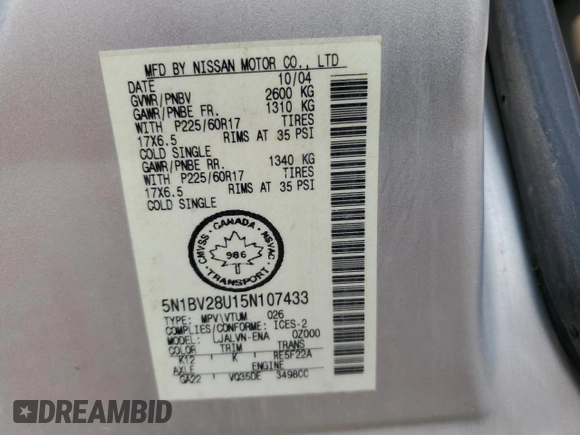 MFD BY NISSAN MOTOR CO., LTD
DATE 10/04
GVWR/PNBV 2600 KG
GAWR/PNBE FR. 1310 KG
WITH P225/60R17 TIRES
17X6.5 RIMS AT 35 PSI
COLD SINGLE
GAWR/PNBE RR. 1340 KG
WITH P225/60R17 TIRES
17X6.5 RIMS AT 35 PSI
COLD SINGLE
CANADA
CMVSS NSVAC
986
TRANSPORT
5N1BV28U15N107433
TYPE MPV\VTUM 026
COMPLIES/CONFORME: ICES-2
MODEL LJALVN-ENA 0Z000
COLOR TRIM TRANS
K12 K RE5F22A
AXLE ENGINE
GA22 VQ35DE 3498CC
DREAMBID